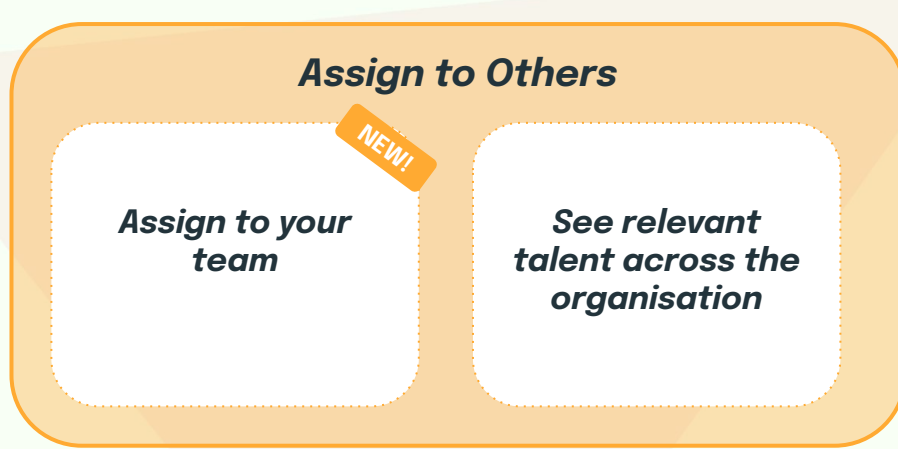 Assign to Others
NEW!
Assign to your
team
See relevant
talent across the
organisation